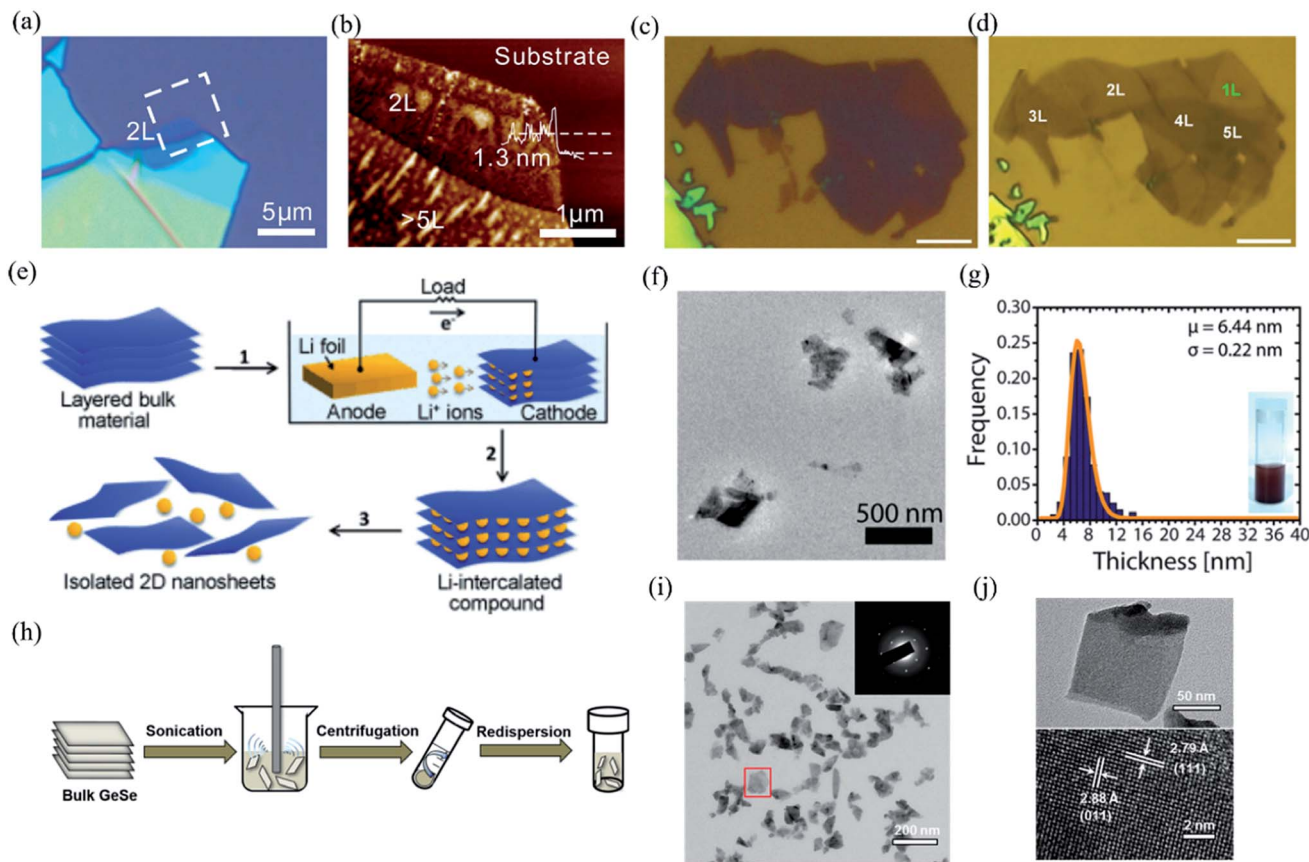 (a)
2L
5µm
(b)
Substrate
2L
1.3 nm
>5L
1µm
(c)
(d)
1L
2L
3L
4L
5L
(e)
Load
e-
Li foil
1
Layered bulk
material
Anode
Li+ ions
Cathode
2
3
Isolated 2D nanosheets
Li-intercalated
compound
(f)
500 nm
(g)
0.30
0.25
0.20
0.15
0.10
0.05
0.00
Frequency
µ = 6.44 nm
σ = 0.22 nm
0 4 8 12 16 20 24 28 32 36 40
Thickness [nm]
(h)
Sonication
Centrifugation
Redispersion
Bulk GeSe
(i)
200 nm
(j)
50 nm
2.79 Å
(111)
2.88 Å
(011)
2 nm